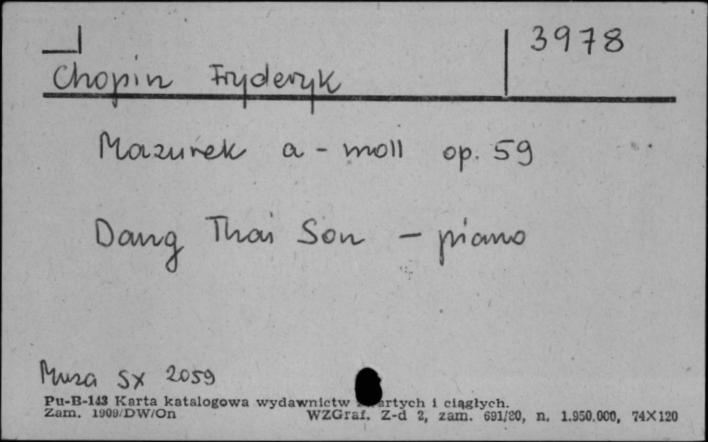 3978
Chopin Fryderyk
Mazurek a-moll op. 59
Dang Thai Son - piano
Muza SX 2059
Pu-B-143 Karta katalogowa wydawnictw i ciągłych.
Zam. 1909/DW/On WZGraf. Z-d 2, zam. 691/80, n. 1.950.000, 74X120